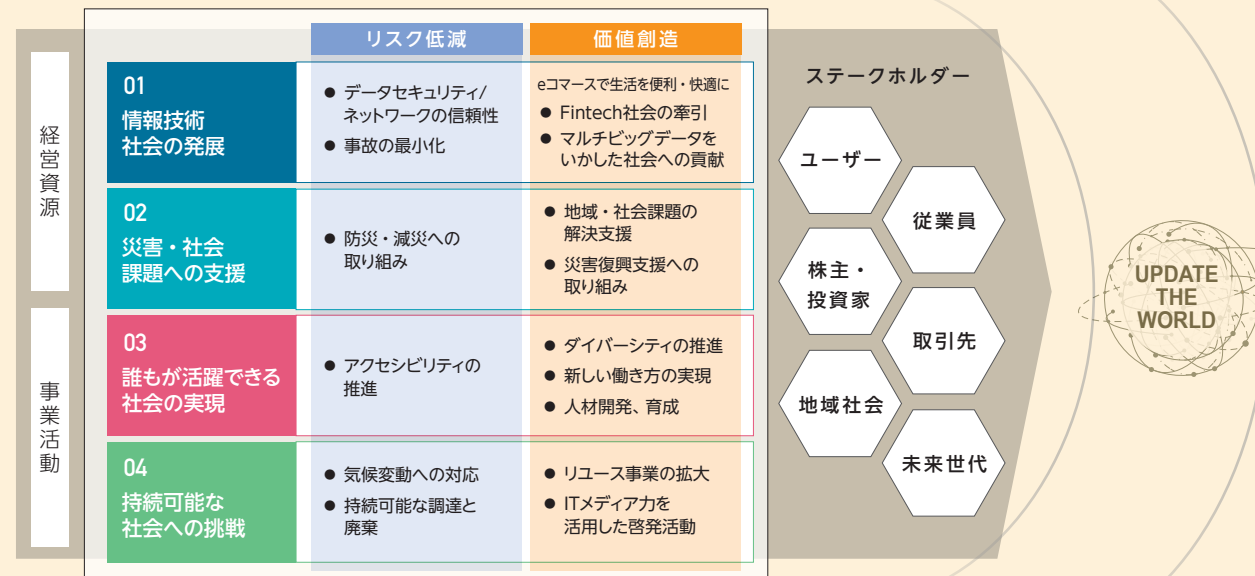 経営資源
事業活動
リスク低減
価値創造
01
情報技術
社会の発展
● データセキュリティ/
ネットワークの信頼性
● 事故の最小化
eコマースで生活を便利・快適に
● Fintech社会の牽引
● マルチビッグデータを
いかした社会への貢献
02
災害・社会
課題への支援
● 防災・減災への
取り組み
● 地域・社会課題の
解決支援
● 災害復興支援への
取り組み
03
誰もが活躍できる
社会の実現
● アクセシビリティの
推進
● ダイバーシティの推進
● 新しい働き方の実現
● 人材開発、育成
04
持続可能な
社会への挑戦
● 気候変動への対応
● 持続可能な調達と
廃棄
● リユース事業の拡大
● ITメディア力を
活用した啓発活動
ステークホルダー
ユーザー
従業員
株主・
投資家
取引先
地域社会
未来世代
UPDATE
THE
WORLD